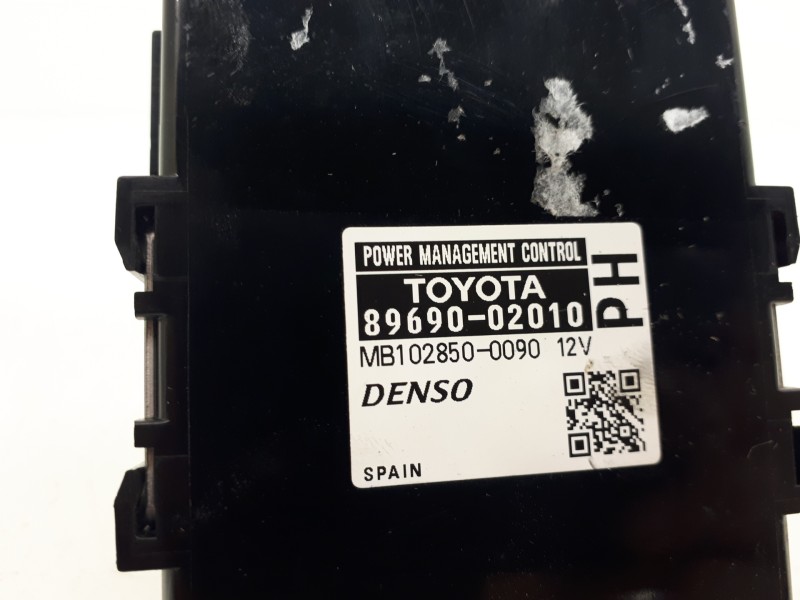 POWER MANAGEMENT CONTROL
TOYOTA
89690-02010
PH
MB102850-0090 12V
DENSO
SPAIN